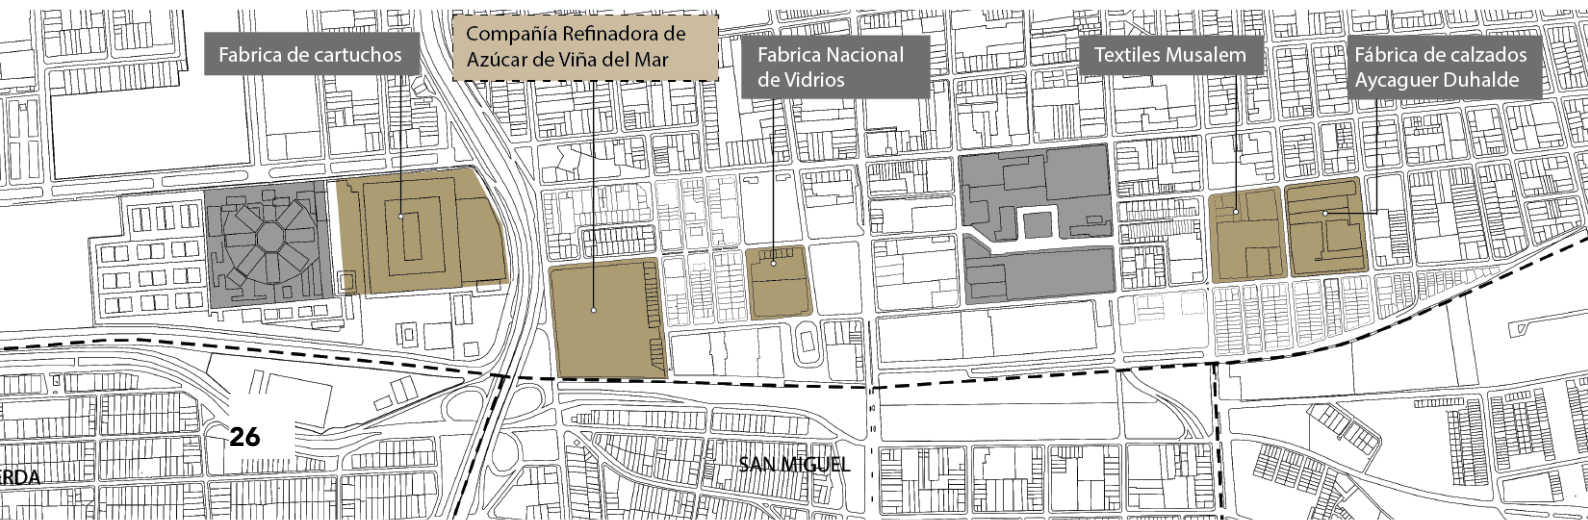 Fabrica de cartuchos
Compañía Refinadora de
Azúcar de Viña del Mar
Fabrica Nacional
de Vidrios
Textiles Musalem
Fábrica de calzados
Aycaguer Duhalde
26
ERDA
SAN MIGUEL